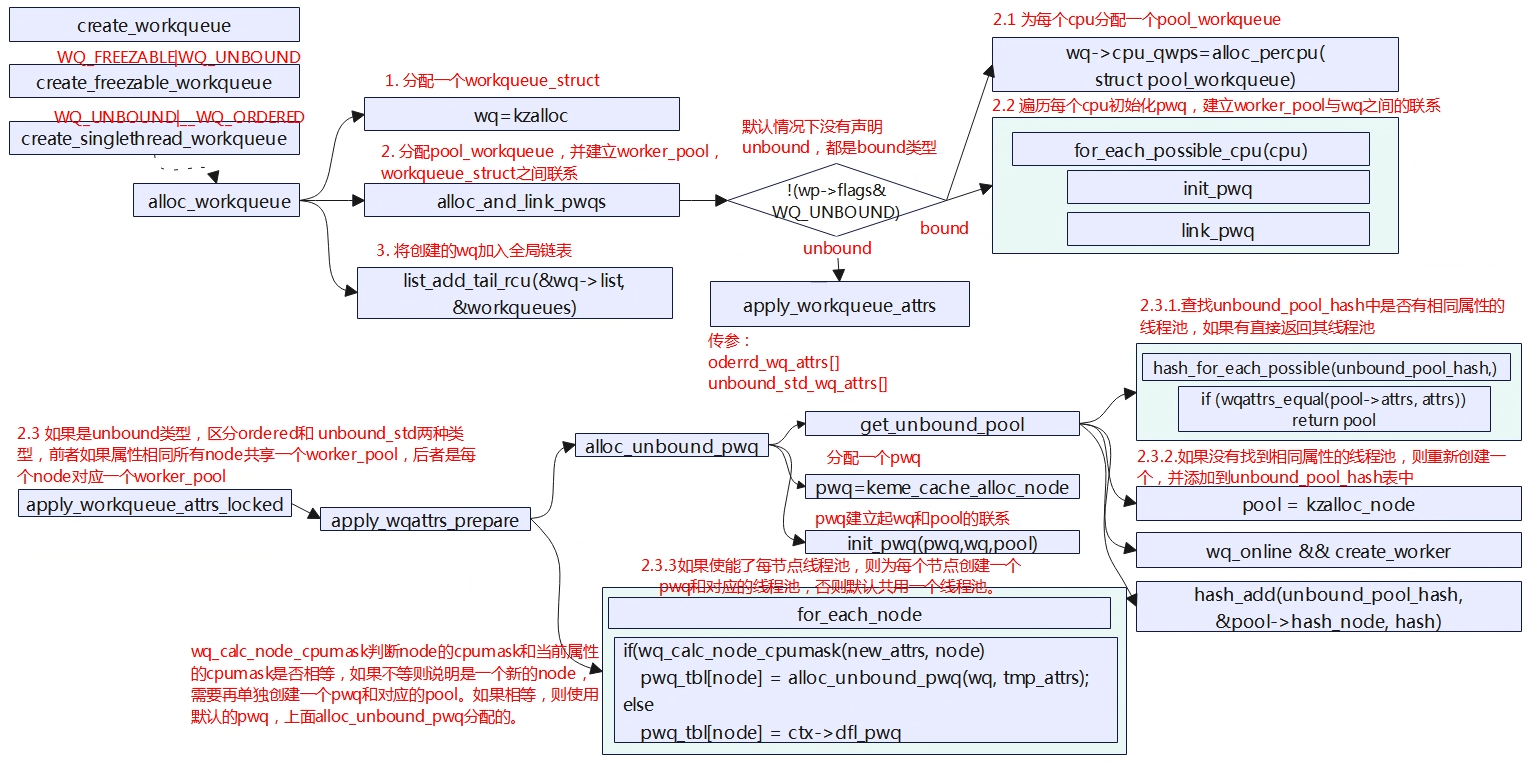 create_workqueue
WQ_FREEZABLE|WQ_UNBOUND
create_freezable_workqueue
WQ_UNBOUND|__WQ_ORDERED
create_singlethread_workqueue
alloc_workqueue
1. 分配一个workqueue_struct
wq=kzalloc
2. 分配pool_workqueue，并建立worker_pool，
workqueue_struct之间联系
alloc_and_link_pwqs
3. 将创建的wq加入全局链表
list_add_tail_rcu(&wq->list,
&workqueues)
默认情况下没有声明
unbound，都是bound类型
!(wp->flags&
WQ_UNBOUND)
bound
unbound
apply_workqueue_attrs
传参：
oderrd_wq_attrs[]
unbound_std_wq_attrs[]
2.1 为每个cpu分配一个pool_workqueue
wq->cpu_qwps=alloc_percpu(
struct pool_workqueue)
2.2 遍历每个cpu初始化pwq，建立worker_pool与wq之间的联系
for_each_possible_cpu(cpu)
init_pwq
link_pwq
2.3 如果是unbound类型，区分ordered和 unbound_std两种类
型，前者如果属性相同所有node共享一个worker_pool，后者是每
个node对应一个worker_pool
apply_workqueue_attrs_locked
apply_wqattrs_prepare
alloc_unbound_pwq
get_unbound_pool
分配一个pwq
pwq=keme_cache_alloc_node
pwq建立起wq和pool的联系
init_pwq(pwq,wq,pool)
2.3.1.查找unbound_pool_hash中是否有相同属性的
线程池，如果有直接返回其线程池
hash_for_each_possible(unbound_pool_hash,)
if (wqattrs_equal(pool->attrs, attrs))
return pool
2.3.2.如果没有找到相同属性的线程池，则重新创建一
个，并添加到unbound_pool_hash表中
pool = kzalloc_node
wq_online && create_worker
hash_add(unbound_pool_hash,
&pool->hash_node, hash)
2.3.3如果使能了每节点线程池，则为每个节点创建一个
pwq和对应的线程池，否则默认共用一个线程池。
for_each_node
if(wq_calc_node_cpumask(new_attrs, node)
pwq_tbl[node] = alloc_unbound_pwq(wq, tmp_attrs);
else
pwq_tbl[node] = ctx->dfl_pwq
wq_calc_node_cpumask判断node的cpumask和当前属性
的cpumask是否相等，如果不等则说明是一个新的node，
需要再单独创建一个pwq和对应的pool。如果相等，则使用
默认的pwq，上面alloc_unbound_pwq分配的。